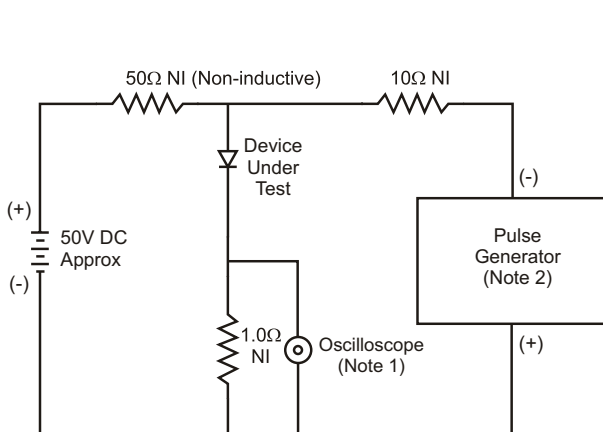 50Ω NI (Non-inductive)
10Ω NI
Device
Under
Test
(-)
(+)
50V DC
Approx
(-)
Pulse
Generator
(Note 2)
1.0Ω
NI
Oscilloscope
(Note 1)
(+)